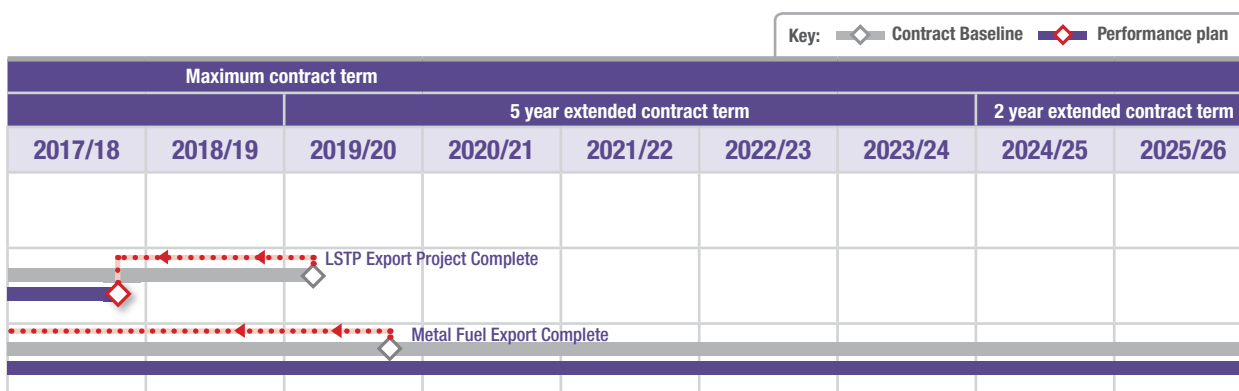 Key: Contract Baseline Performance plan
Maximum contract term
5 year extended contract term 2 year extended contract term
2017/18 2018/19 2019/20 2020/21 2021/22 2022/23 2023/24 2024/25 2025/26
LSTP Export Project Complete
Metal Fuel Export Complete